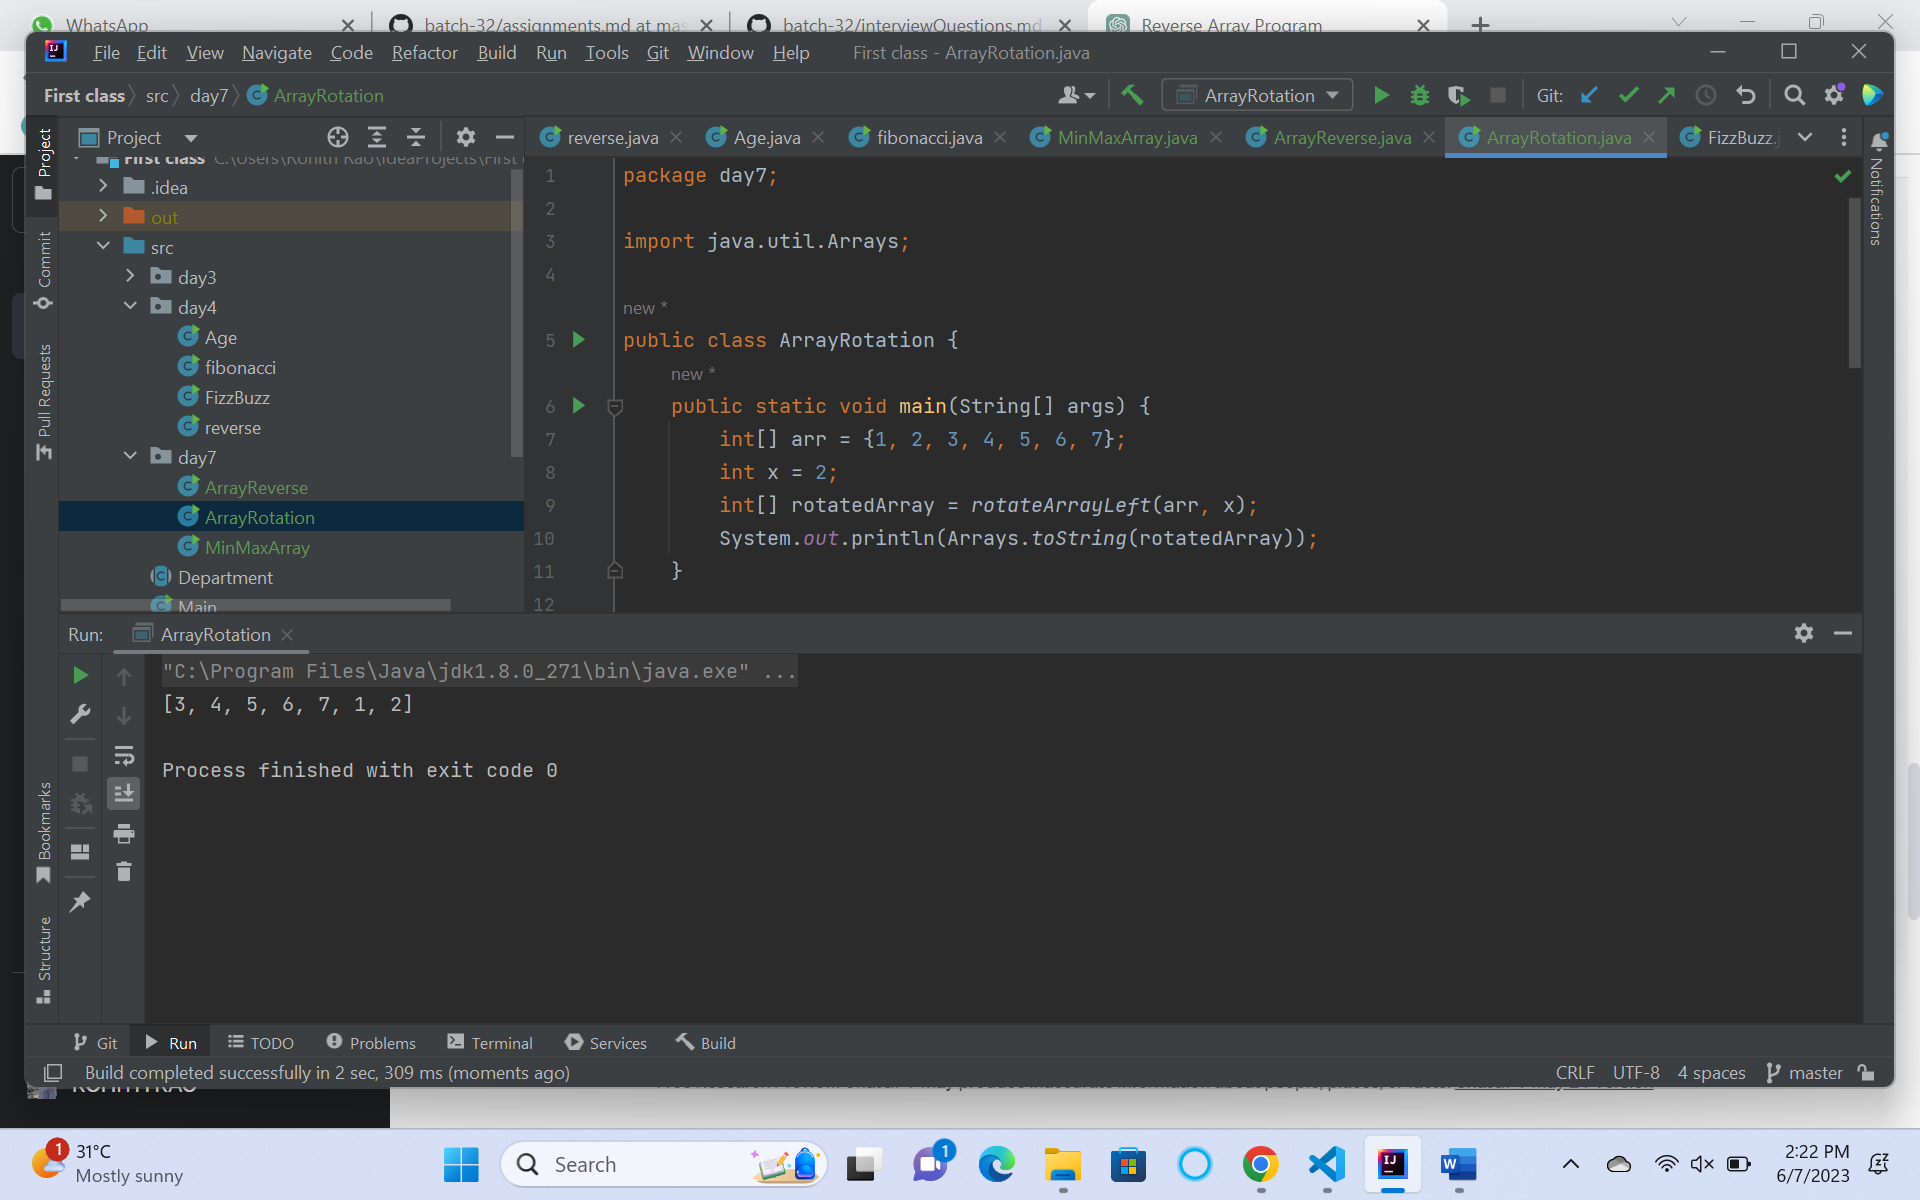 WhatsApp
batch-32/assignments.md at mas
batch-32/interviewQuestions.md
Reverse Array Program
File Edit View Navigate Code Refactor Build Run Tools Git Window Help First class - ArrayRotation.java
First class src day7 ArrayRotation
ArrayRotation
Git:
Project
reverse.java Age.java fibonacci.java MinMaxArray.java ArrayReverse.java ArrayRotation.java FizzBuzz.j
First class C:\Users\Rohith Rao\IdeaProjects\First c
.idea
out
src
day3
day4
Age
fibonacci
FizzBuzz
reverse
day7
ArrayReverse
ArrayRotation
MinMaxArray
Department
Main
Project
Commit
Pull Requests
Bookmarks
Structure
Notifications
1 package day7;
2
3 import java.util.Arrays;
4
new *
5 public class ArrayRotation {
new *
6 public static void main(String[] args) {
7 int[] arr = {1, 2, 3, 4, 5, 6, 7};
8 int x = 2;
9 int[] rotatedArray = rotateArrayLeft(arr, x);
10 System.out.println(Arrays.toString(rotatedArray));
11 }
12
Run: ArrayRotation
"C:\Program Files\Java\jdk1.8.0_271\bin\java.exe" ...
[3, 4, 5, 6, 7, 1, 2]
Process finished with exit code 0
Git Run TODO Problems Terminal Services Build
Build completed successfully in 2 sec, 309 ms (moments ago)
CRLF UTF-8 4 spaces master
1
31°C
Mostly sunny
Search
1
2:22 PM
6/7/2023